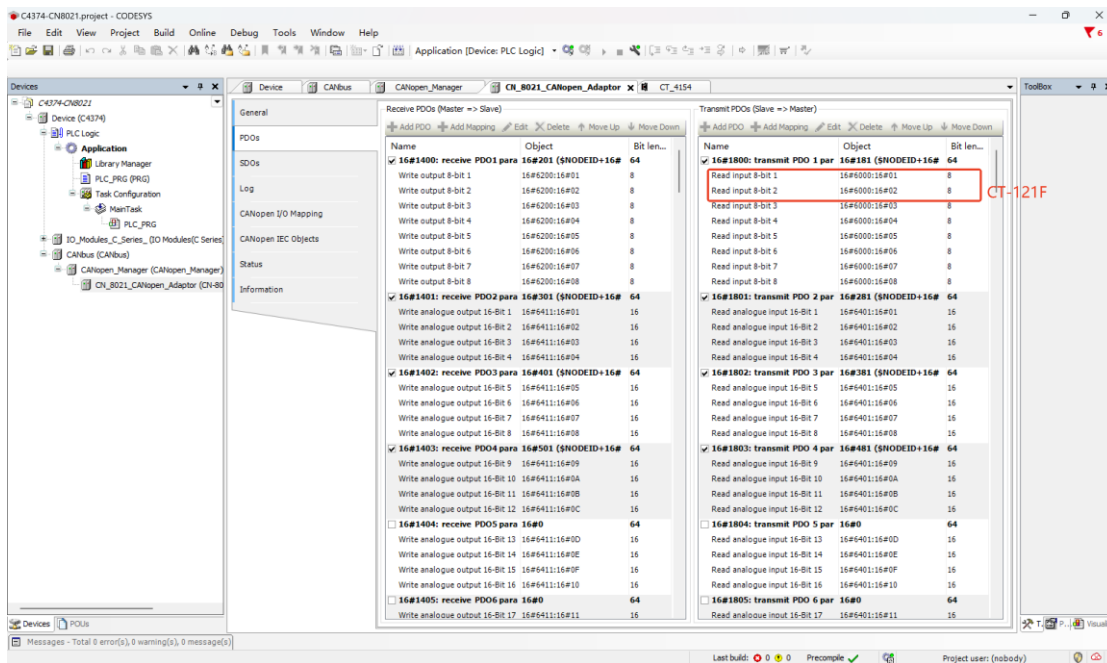 C4374-CN8021.project - CODESYS
File Edit View Project Build Online Debug Tools Window Help
6
Application [Device: PLC Logic]
Devices
C4374-CN8021
Device (C4374)
PLC Logic
Application
Library Manager
PLC_PRG (PRG)
Task Configuration
MainTask
PLC_PRG
IO_Modules_C_Series_ (IO Modules(C Series
CANbus (CANbus)
CANopen_Manager (CANopen_Manager)
CN_8021_CANopen_Adaptor (CN-80
Devices POUs
Device CANbus CANopen_Manager CN_8021_CANopen_Adaptor CT_4154
General
PDOs
SDOs
Log
CANopen I/O Mapping
CANopen IEC Objects
Status
Information
Receive PDOs (Master => Slave)
Add PDO Add Mapping Edit Delete Move Up Move Down
Name Object Bit len...
16#1400: receive PDO1 para 16#201 ($NODEID+16# 64
Write output 8-bit 1 16#6200:16#01 8
Write output 8-bit 2 16#6200:16#02 8
Write output 8-bit 3 16#6200:16#03 8
Write output 8-bit 4 16#6200:16#04 8
Write output 8-bit 5 16#6200:16#05 8
Write output 8-bit 6 16#6200:16#06 8
Write output 8-bit 7 16#6200:16#07 8
Write output 8-bit 8 16#6200:16#08 8
16#1401: receive PDO2 para 16#301 ($NODEID+16# 64
Write analogue output 16-Bit 1 16#6411:16#01 16
Write analogue output 16-Bit 2 16#6411:16#02 16
Write analogue output 16-Bit 3 16#6411:16#03 16
Write analogue output 16-Bit 4 16#6411:16#04 16
16#1402: receive PDO3 para 16#401 ($NODEID+16# 64
Write analogue output 16-Bit 5 16#6411:16#05 16
Write analogue output 16-Bit 6 16#6411:16#06 16
Write analogue output 16-Bit 7 16#6411:16#07 16
Write analogue output 16-Bit 8 16#6411:16#08 16
16#1403: receive PDO4 para 16#501 ($NODEID+16# 64
Write analogue output 16-Bit 9 16#6411:16#09 16
Write analogue output 16-Bit 10 16#6411:16#0A 16
Write analogue output 16-Bit 11 16#6411:16#0B 16
Write analogue output 16-Bit 12 16#6411:16#0C 16
16#1404: receive PDO5 para 16#0 64
Write analogue output 16-Bit 13 16#6411:16#0D 16
Write analogue output 16-Bit 14 16#6411:16#0E 16
Write analogue output 16-Bit 15 16#6411:16#0F 16
Write analogue output 16-Bit 16 16#6411:16#10 16
16#1405: receive PDO6 para 16#0 64
Write analogue output 16-Bit 17 16#6411:16#11 16
Transmit PDOs (Slave => Master)
Add PDO Add Mapping Edit Delete Move Up Move Down
Name Object Bit len...
16#1800: transmit PDO 1 par 16#181 ($NODEID+16# 64
Read input 8-bit 1 16#6000:16#01 8
Read input 8-bit 2 16#6000:16#02 8
CT-121F
Read input 8-bit 3 16#6000:16#03 8
Read input 8-bit 4 16#6000:16#04 8
Read input 8-bit 5 16#6000:16#05 8
Read input 8-bit 6 16#6000:16#06 8
Read input 8-bit 7 16#6000:16#07 8
Read input 8-bit 8 16#6000:16#08 8
16#1801: transmit PDO 2 par 16#281 ($NODEID+16# 64
Read analogue input 16-Bit 1 16#6401:16#01 16
Read analogue input 16-Bit 2 16#6401:16#02 16
Read analogue input 16-Bit 3 16#6401:16#03 16
Read analogue input 16-Bit 4 16#6401:16#04 16
16#1802: transmit PDO 3 par 16#381 ($NODEID+16# 64
Read analogue input 16-Bit 5 16#6401:16#05 16
Read analogue input 16-Bit 6 16#6401:16#06 16
Read analogue input 16-Bit 7 16#6401:16#07 16
Read analogue input 16-Bit 8 16#6401:16#08 16
16#1803: transmit PDO 4 par 16#481 ($NODEID+16# 64
Read analogue input 16-Bit 9 16#6401:16#09 16
Read analogue input 16-Bit 10 16#6401:16#0A 16
Read analogue input 16-Bit 11 16#6401:16#0B 16
Read analogue input 16-Bit 12 16#6401:16#0C 16
16#1804: transmit PDO 5 par 16#0 64
Read analogue input 16-Bit 13 16#6401:16#0D 16
Read analogue input 16-Bit 14 16#6401:16#0E 16
Read analogue input 16-Bit 15 16#6401:16#0F 16
Read analogue input 16-Bit 16 16#6401:16#10 16
16#1805: transmit PDO 6 par 16#0 64
Read analogue input 16-Bit 17 16#6401:16#11 16
ToolBox
T. P... Visual
Messages - Total 0 error(s), 0 warning(s), 0 message(s)
Last build: 0 0 Precompile Project user: (nobody) 0